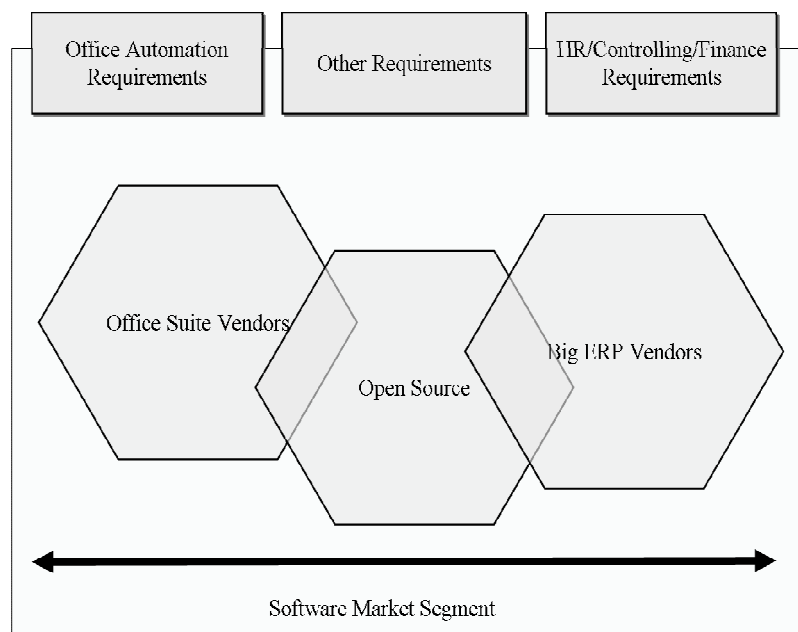 Office Automation
Requirements
Other Requirements
HR/Controlling/Finance
Requirements
Office Suite Vendors
Open Source
Big ERP Vendors
Software Market Segment